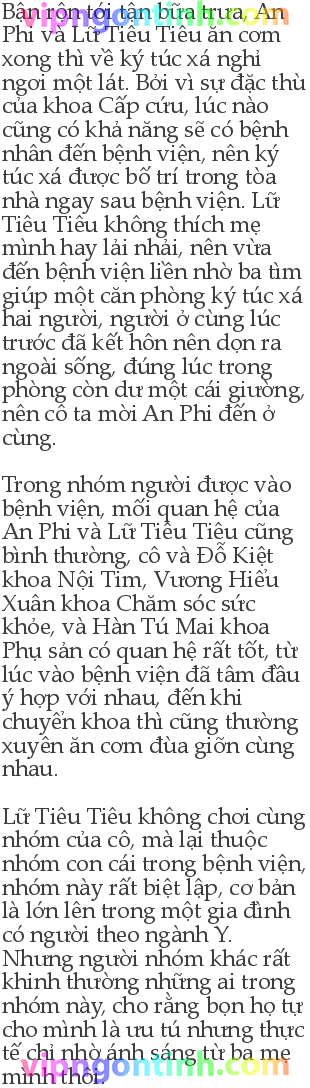 vipngontinh.com
Bận rộn tới tận bữa trưa, An
Phi và Lữ Tiêu Tiêu ăn cơm
xong thì về ký túc xá nghỉ
ngơi một lát. Bởi vì sự đặc thù
của khoa Cấp cứu, lúc nào
cũng có khả năng sẽ có bệnh
nhân đến bệnh viện, nên ký
túc xá được bố trí trong tòa
nhà ngay sau bệnh viện. Lữ
Tiêu Tiêu không thích mẹ
mình hay lải nhải, nên vừa
đến bệnh viện liền nhờ ba tìm
giúp một căn phòng ký túc xá
hai người, người ở cùng lúc
trước đã kết hôn nên dọn ra
ngoài sống, đúng lúc trong
phòng còn dư một cái giường,
nên cô ta mời An Phi đến ở
cùng.
Trong nhóm người được vào
bệnh viện, mối quan hệ của
An Phi và Lữ Tiêu Tiêu cũng
bình thường, cô và Đỗ Kiệt
khoa Nội Tim, Vương Hiểu
Xuân khoa Chăm sóc sức
khỏe, và Hàn Tú Mai khoa
Phụ sản có quan hệ rất tốt, từ
lúc vào bệnh viện đã tâm đầu
ý hợp với nhau, đến khi
chuyển khoa thì cũng thường
xuyên ăn cơm đùa giỡn cùng
nhau.
Lữ Tiêu Tiêu không chơi cùng
nhóm của cô, mà lại thuộc
nhóm con cái trong bệnh viện,
nhóm này rất biệt lập, cơ bản
là lớn lên trong một gia đình
có người theo ngành Y.
Nhưng người nhóm khác rất
khinh thường những ai trong
nhóm này, cho rằng bọn họ tự
cho mình là ưu tú nhưng thực
tế chỉ nhờ ánh sáng từ ba mẹ
mình thôi.
vipngontinh.com